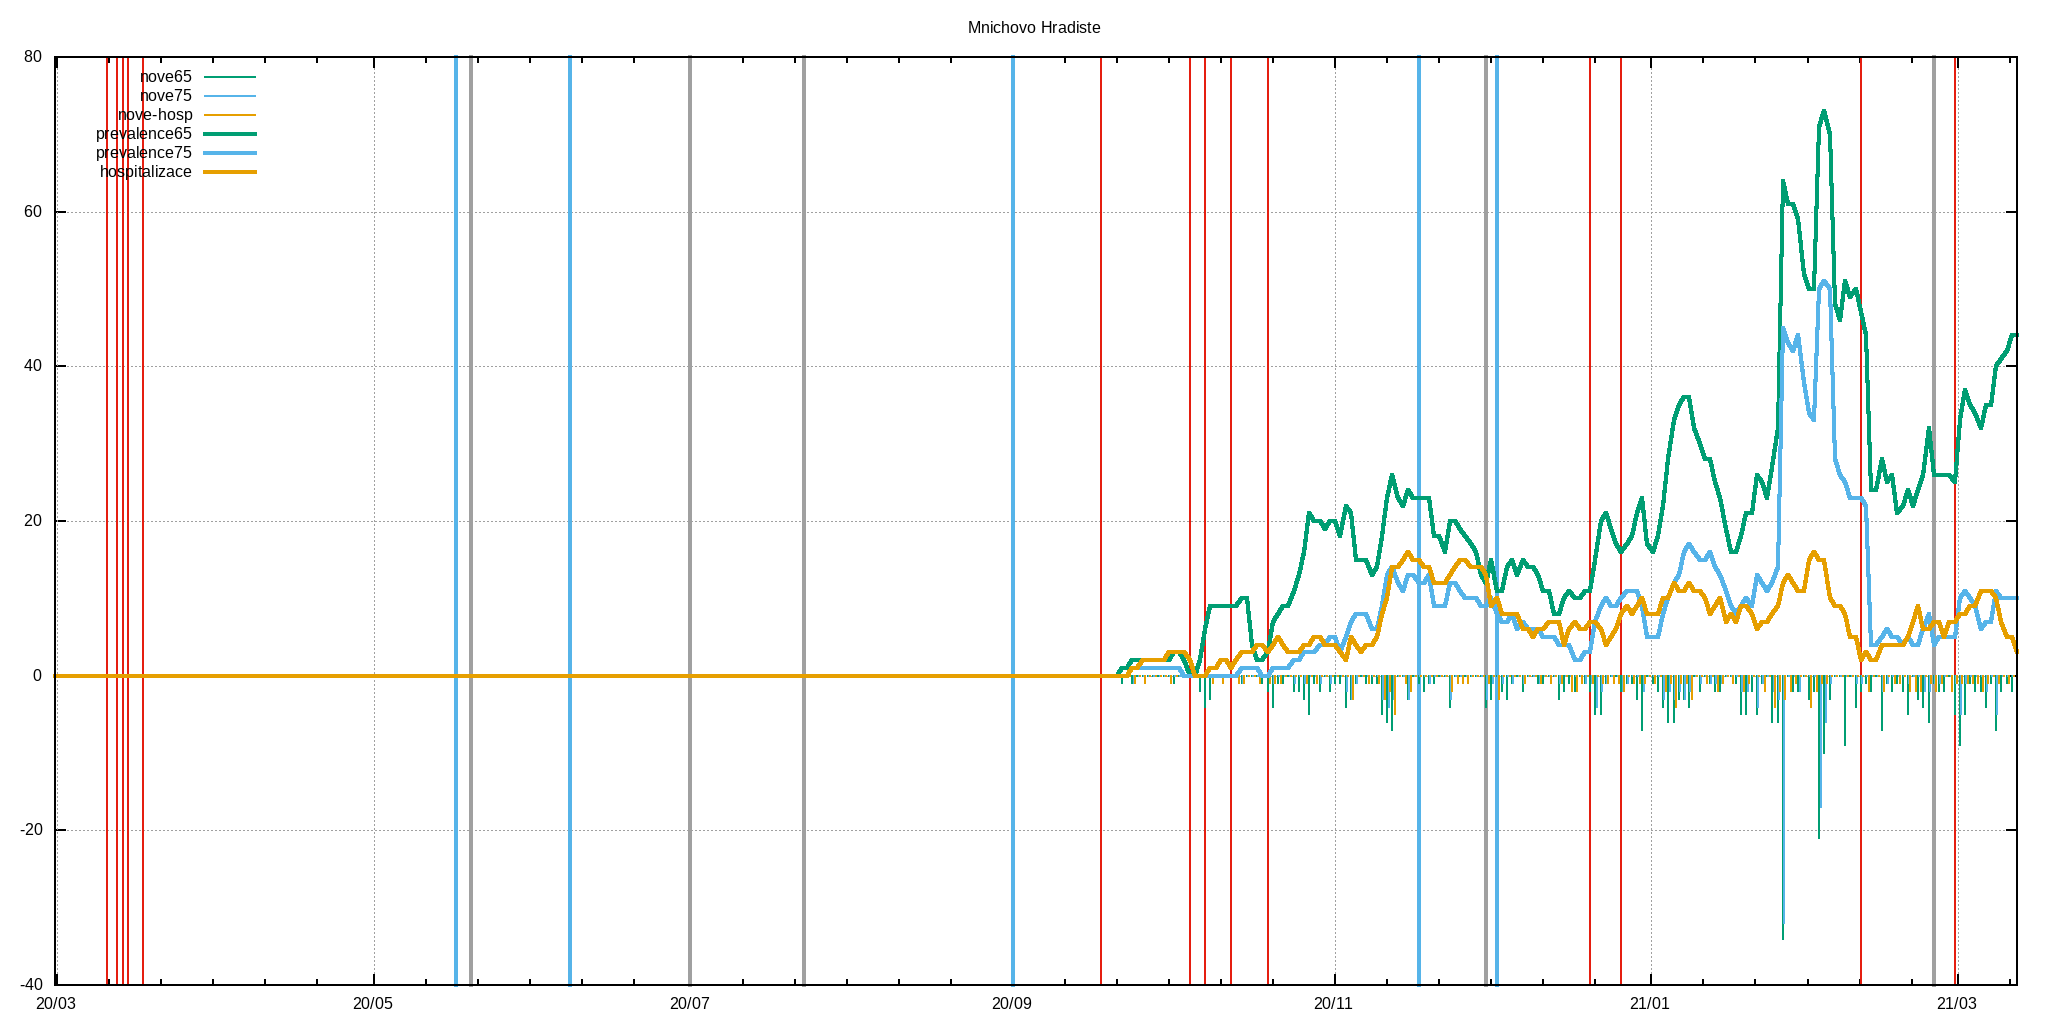 Mnichovo Hradiste
80
nove65
nove75
nove-hosp
prevalence65
prevalence75
hospitalizace
60
40
20
0
-20
-40
20/03 20/05 20/07 20/09 20/11 21/01 21/03